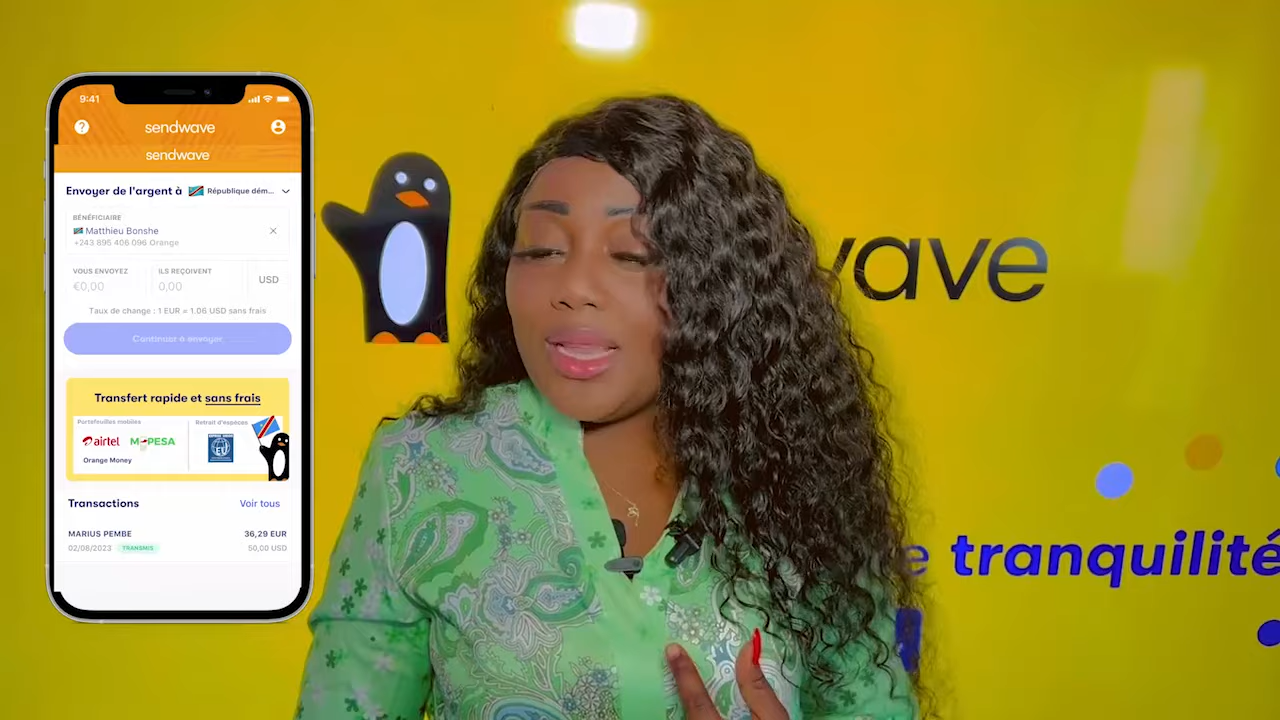 9:41
sendwave
sendwave
Envoyer de l'argent à République dém...
BÉNÉFICIAIRE
Matthieu Bonshe
+243 895 406 096 Orange
VOUS ENVOYEZ
ILS REÇOIVENT
€0,00
0,00
USD
Taux de change : 1 EUR = 1.06 USD sans frais
Continuer à envoyer
Transfert rapide et sans frais
Portefeuilles mobiles
Retrait d'espèces
airtel
M-PESA
Orange Money
Transactions
Voir tous
MARIUS PEMBE
36,29 EUR
02/08/2023
TRANSMIS
50,00 USD
wave
e tranquilité